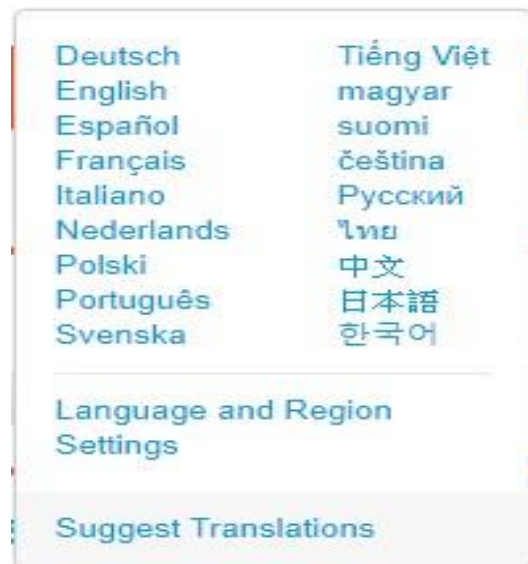 Deutsch
English
Español
Français
Italiano
Nederlands
Polski
Português
Svenska
Tiếng Việt
magyar
suomi
čeština
Русский
ไทย
中文
日本語
한국어
Language and Region
Settings
Suggest Translations